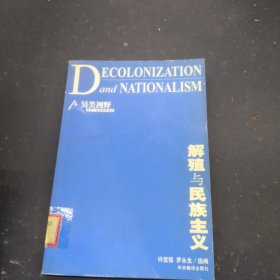 DECOLONIZATION
and NATIONALISM
另类视野
解殖与民族主义
许宝强 罗永生／选编
中央编译出版社